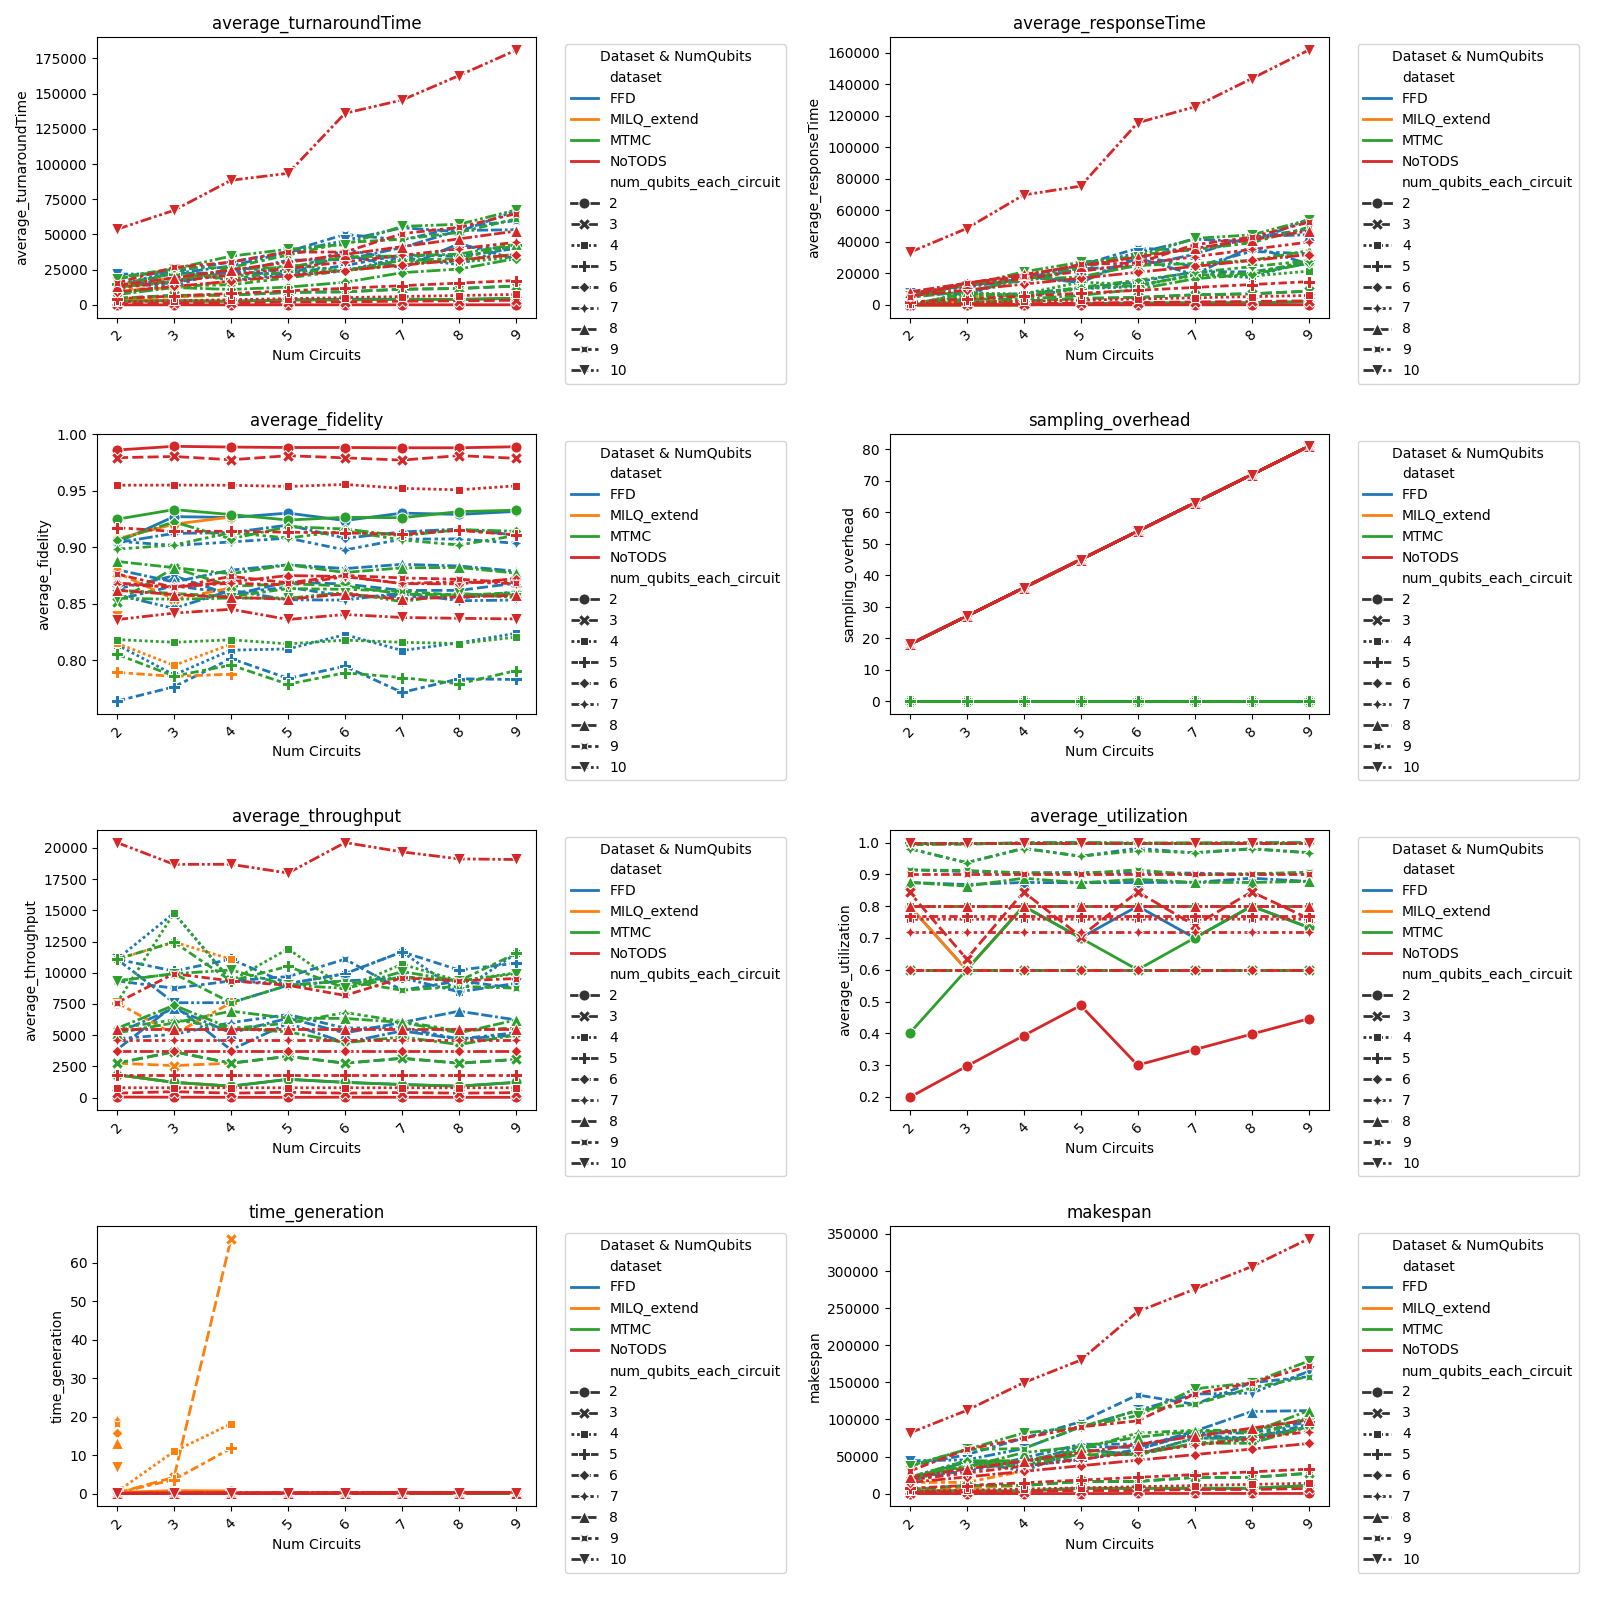 average_turnaroundTime
average_turnaroundTime
175000
150000
125000
100000
75000
50000
25000
0
2 3 4 5 6 7 8 9
Num Circuits
Dataset & NumQubits
dataset
FFD
MILQ_extend
MTMC
NoTODS
num_qubits_each_circuit
2
3
4
5
6
7
8
9
10
average_responseTime
average_responseTime
160000
140000
120000
100000
80000
60000
40000
20000
0
2 3 4 5 6 7 8 9
Num Circuits
Dataset & NumQubits
dataset
FFD
MILQ_extend
MTMC
NoTODS
num_qubits_each_circuit
2
3
4
5
6
7
8
9
10
average_fidelity
average_fidelity
1.00
0.95
0.90
0.85
0.80
2 3 4 5 6 7 8 9
Num Circuits
Dataset & NumQubits
dataset
FFD
MILQ_extend
MTMC
NoTODS
num_qubits_each_circuit
2
3
4
5
6
7
8
9
10
sampling_overhead
sampling_overhead
80
70
60
50
40
30
20
10
0
2 3 4 5 6 7 8 9
Num Circuits
Dataset & NumQubits
dataset
FFD
MILQ_extend
MTMC
NoTODS
num_qubits_each_circuit
2
3
4
5
6
7
8
9
10
average_throughput
average_throughput
20000
17500
15000
12500
10000
7500
5000
2500
0
2 3 4 5 6 7 8 9
Num Circuits
Dataset & NumQubits
dataset
FFD
MILQ_extend
MTMC
NoTODS
num_qubits_each_circuit
2
3
4
5
6
7
8
9
10
average_utilization
average_utilization
1.0
0.9
0.8
0.7
0.6
0.5
0.4
0.3
0.2
2 3 4 5 6 7 8 9
Num Circuits
Dataset & NumQubits
dataset
FFD
MILQ_extend
MTMC
NoTODS
num_qubits_each_circuit
2
3
4
5
6
7
8
9
10
time_generation
time_generation
60
50
40
30
20
10
0
2 3 4 5 6 7 8 9
Num Circuits
Dataset & NumQubits
dataset
FFD
MILQ_extend
MTMC
NoTODS
num_qubits_each_circuit
2
3
4
5
6
7
8
9
10
makespan
makespan
350000
300000
250000
200000
150000
100000
50000
0
2 3 4 5 6 7 8 9
Num Circuits
Dataset & NumQubits
dataset
FFD
MILQ_extend
MTMC
NoTODS
num_qubits_each_circuit
2
3
4
5
6
7
8
9
10